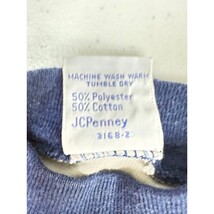 MACHINE WASH WARM
TUMBLE DRY
50% Polyester
50% Cotton
JCPenney
3168-2